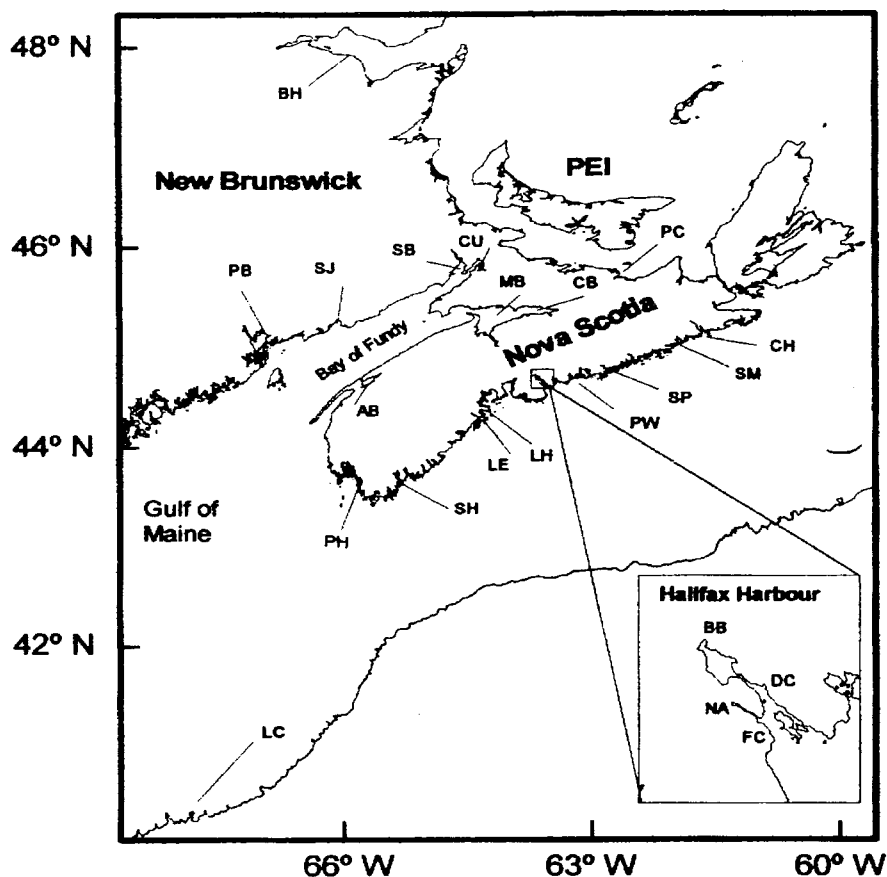 48° N
BH
New Brunswick
PEI
46° N
SB
CU
PC
PB
SJ
MB
CB
Bay of Fundy
Nova Scotia
CH
SM
AB
SP
PW
44° N
LE
LH
Gulf of
Maine
SH
PH
Halifax Harbour
42° N
BB
DC
NA
FC
LC
66° W
63° W
60° W